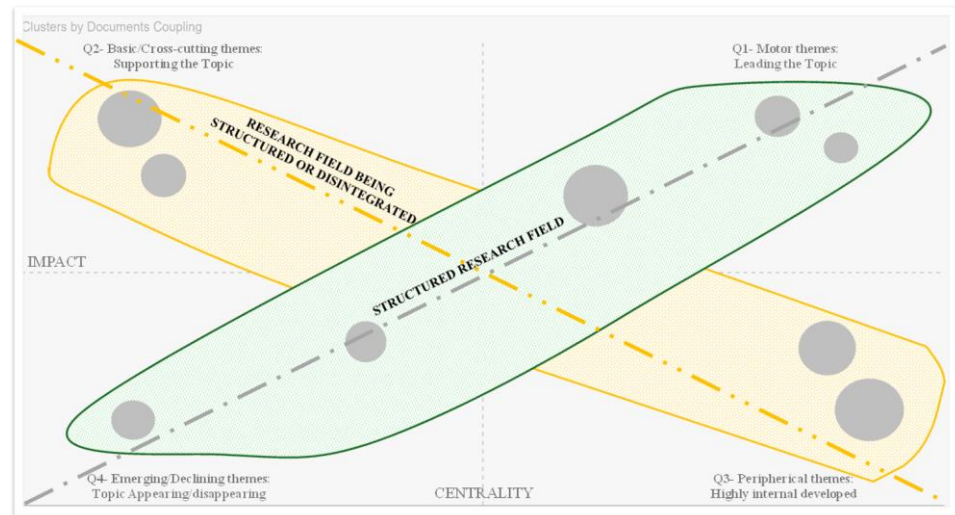 Clusters by Documents Coupling
Q2- Basic/Cross-cutting themes:
Supporting the Topic
Q1- Motor themes:
Leading the Topic
RESEARCH FIELD BEING
STRUCTURED OR DISINTEGRATED
STRUCTURED RESEARCH FIELD
IMPACT
Q4- Emerging/Declining themes:
Topic Appearing/disappearing
CENTRALITY
Q3- Peripherical themes:
Highly internal developed